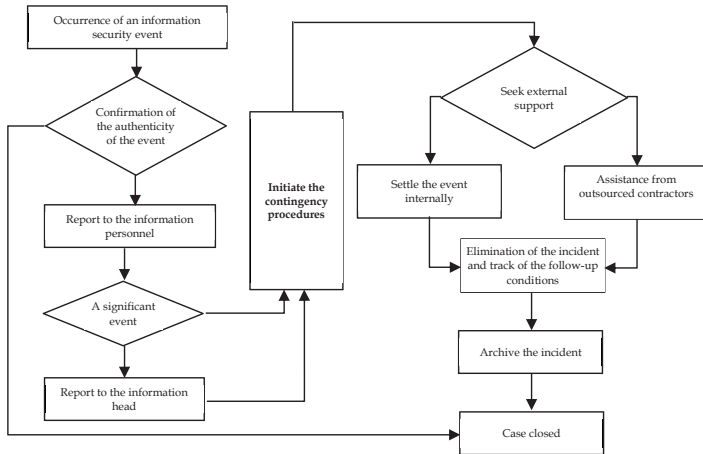 Occurrence of an information
security event
Confirmation of
the authenticity
of the event
Report to the information
personnel
A significant
event
Report to the information
head
Initiate the
contingency
procedures
Seek external
support
Settle the event
internally
Assistance from
outsourced contractors
Elimination of the incident
and track of the follow-up
conditions
Archive the incident
Case closed